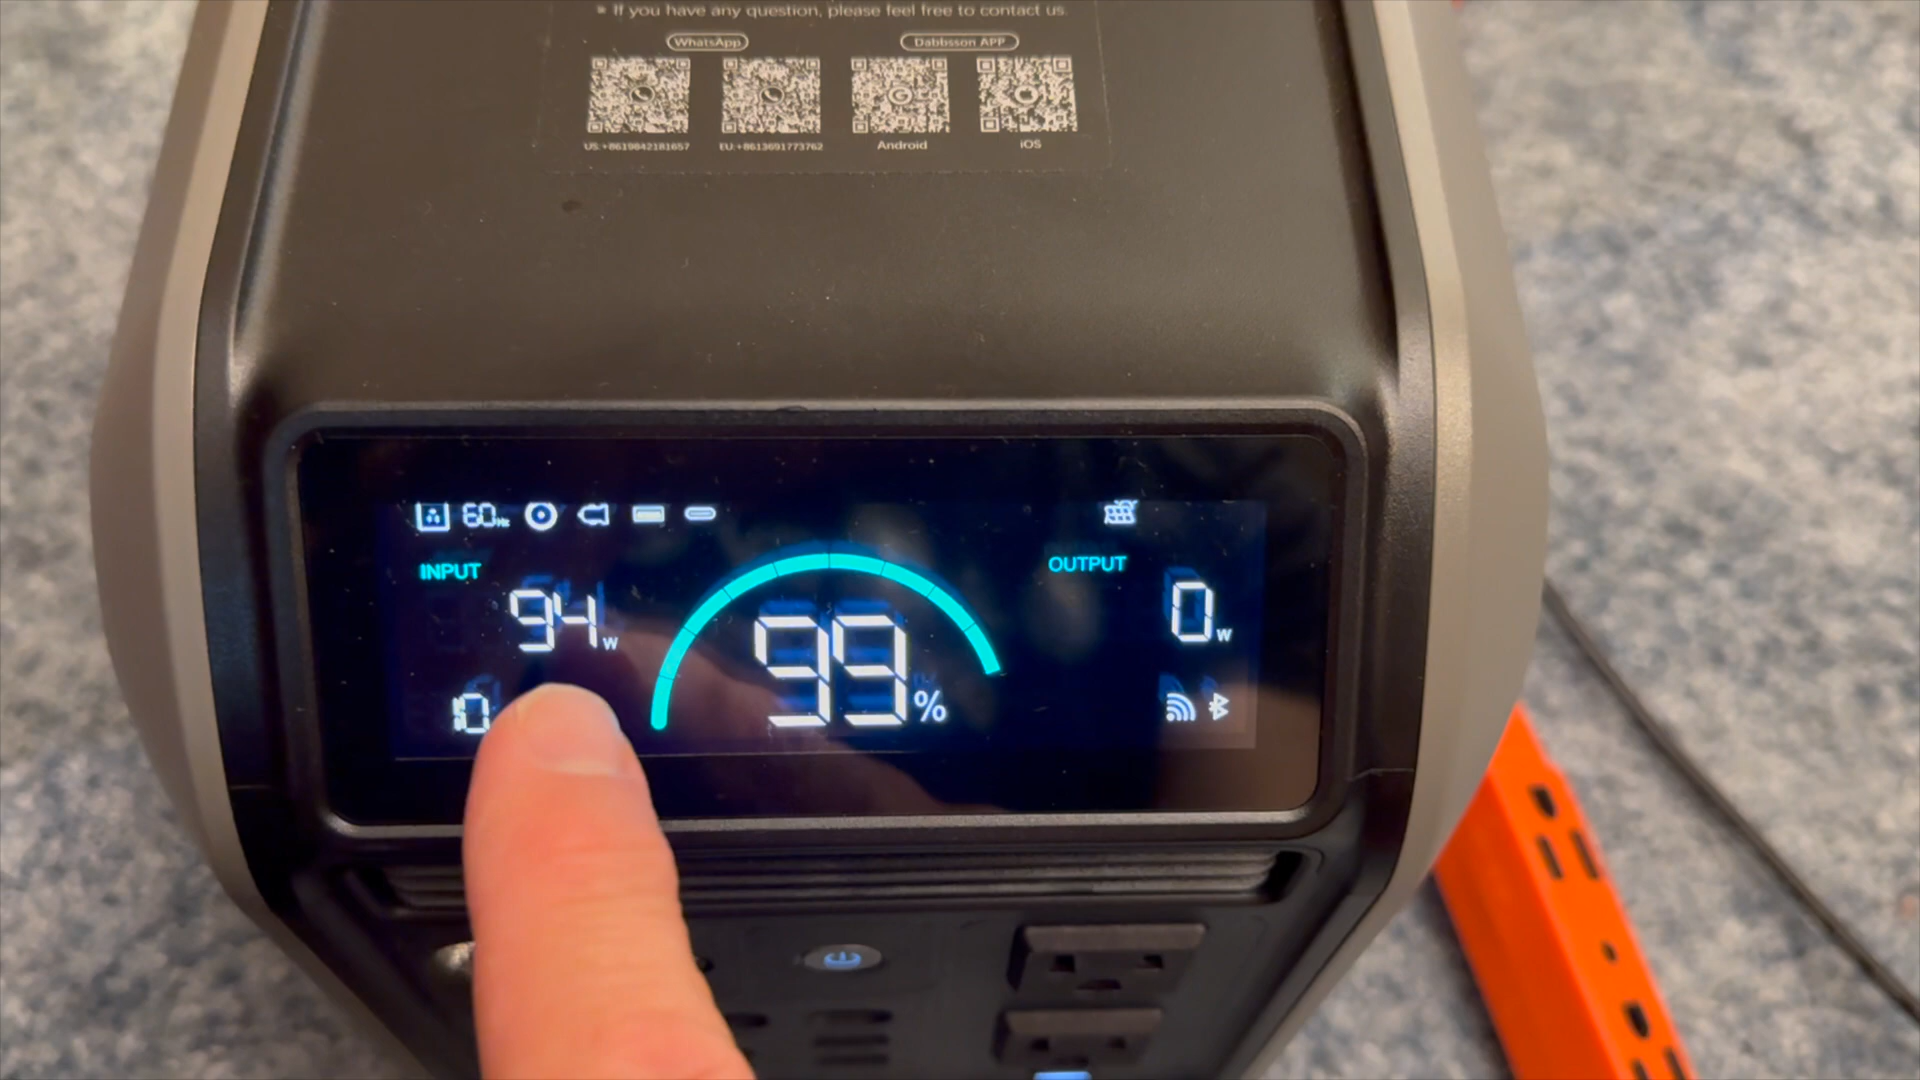 * If you have any question, please feel free to contact us.
WhatsApp
Dabbsson APP
US:+8619842181657
EU:+8613691773762
Android
iOS
60Hz
INPUT
OUTPUT
94W
99%
0W